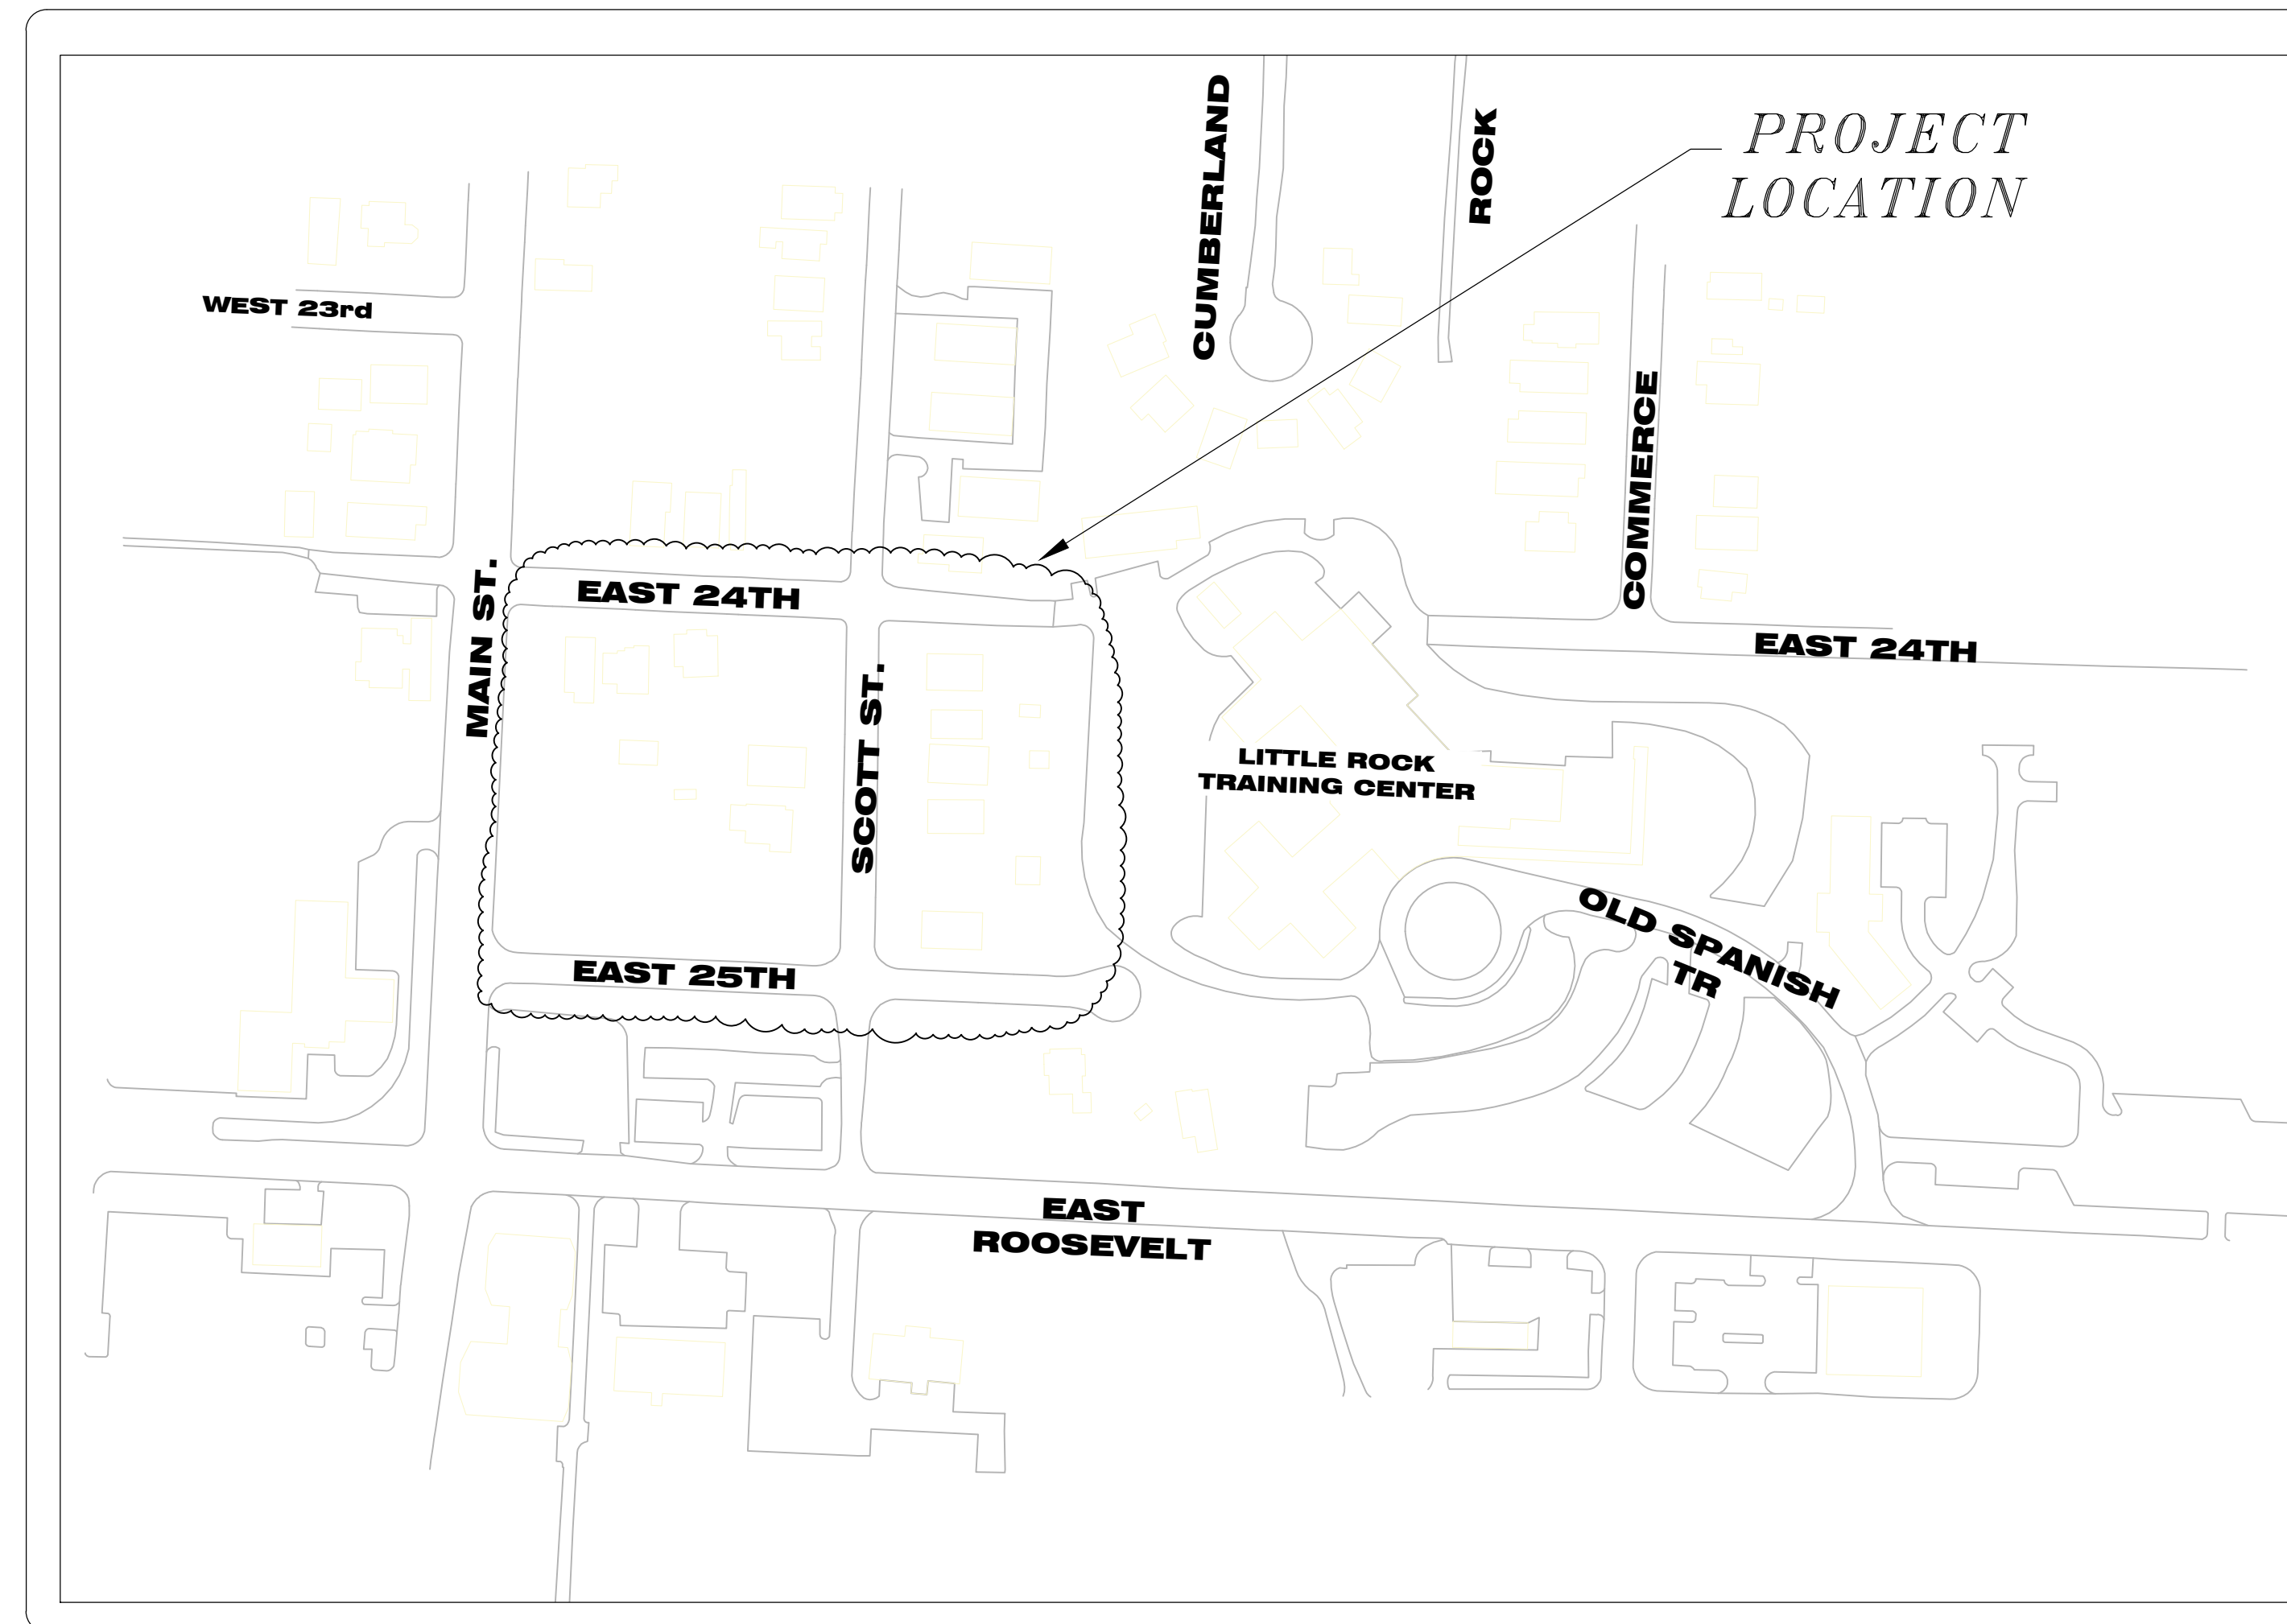 CUMBERLAND
ROCK
PROJECT
LOCATION
WEST 23rd
COMMERCE
MAIN ST.
EAST 24TH
EAST 24TH
SCOTT ST.
LITTLE ROCK
TRAINING CENTER
OLD SPANISH
TR
EAST 25TH
EAST
ROOSEVELT